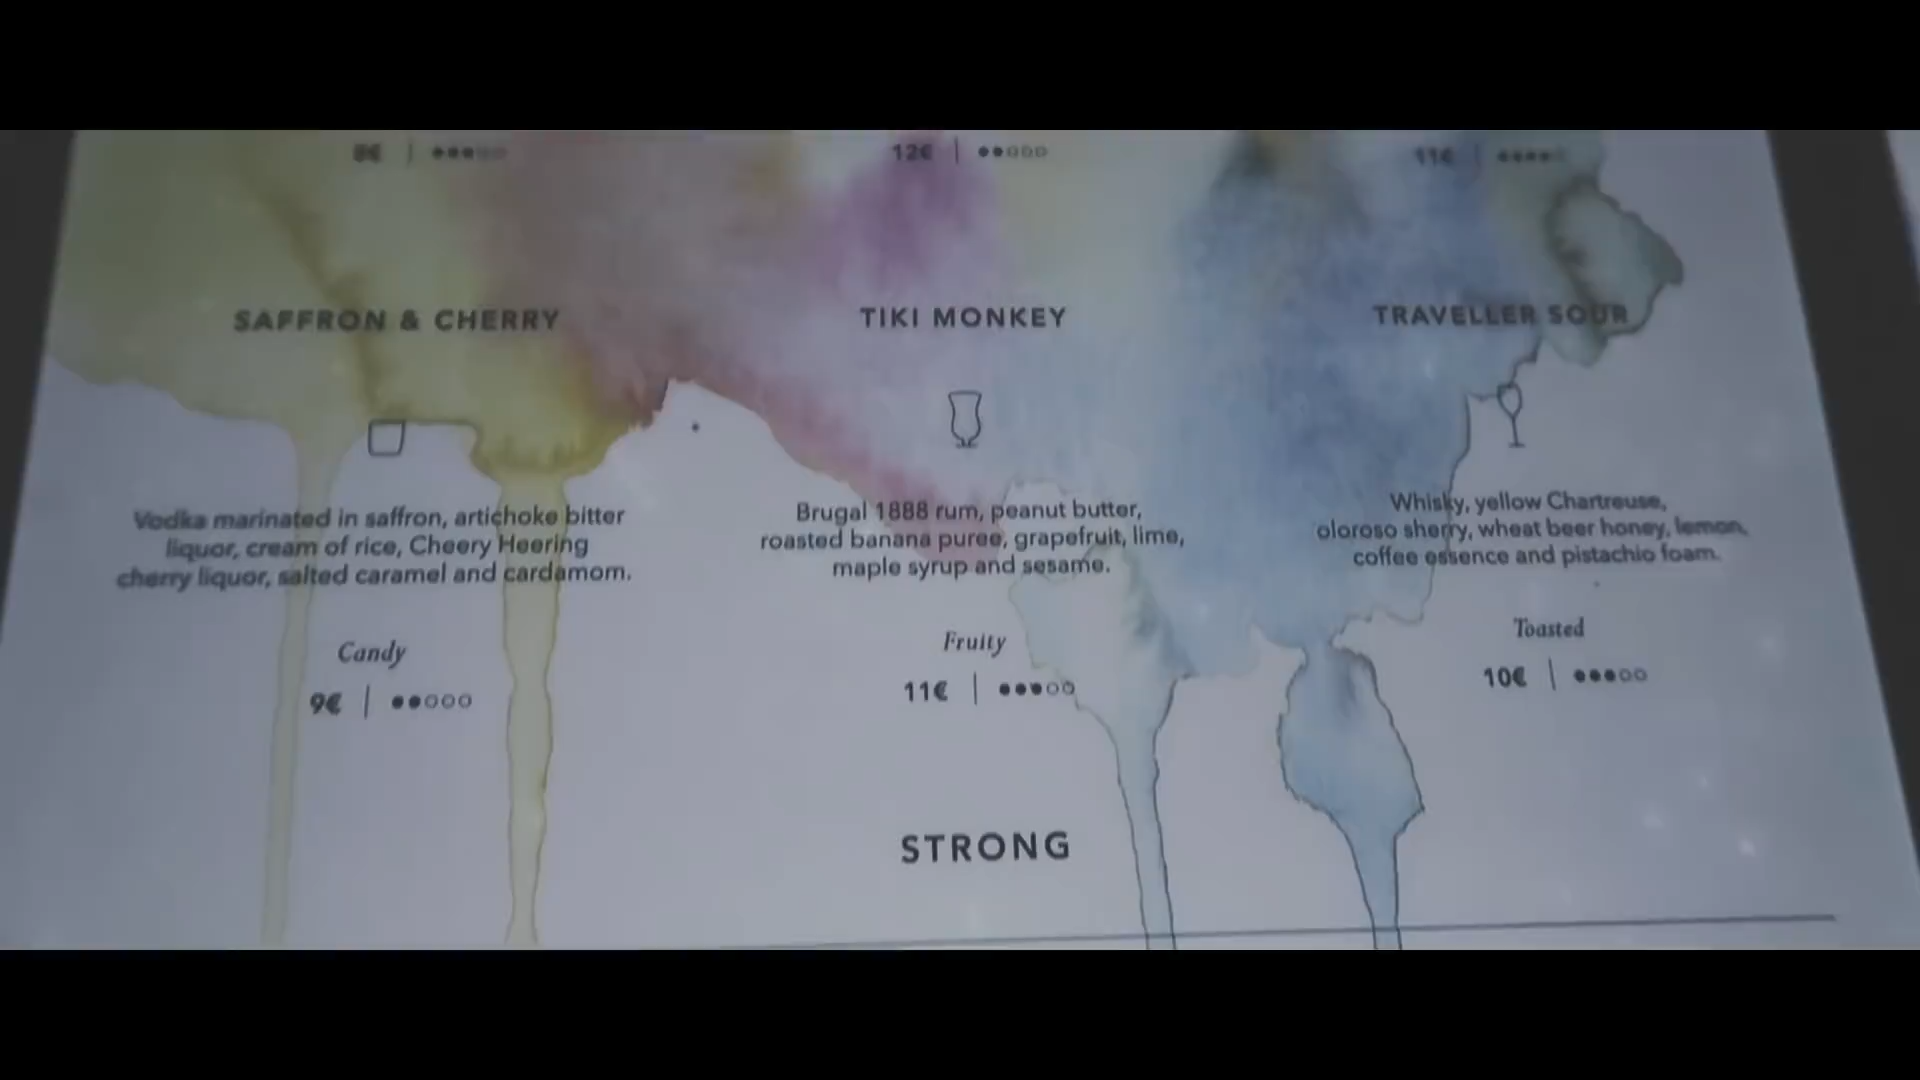 8€ | ●●●○○
12€ | ●●○○○
11€ | ●●●●○
SAFFRON & CHERRY
Vodka marinated in saffron, artichoke bitter
liquor, cream of rice, Cheery Heering
cherry liquor, salted caramel and cardamom.
Candy
9€ | ●●○○○
TIKI MONKEY
Brugal 1888 rum, peanut butter,
roasted banana puree, grapefruit, lime,
maple syrup and sesame.
Fruity
11€ | ●●●○○
TRAVELLER SOUR
Whisky, yellow Chartreuse,
oloroso sherry, wheat beer honey, lemon,
coffee essence and pistachio foam.
Toasted
10€ | ●●●○○
STRONG